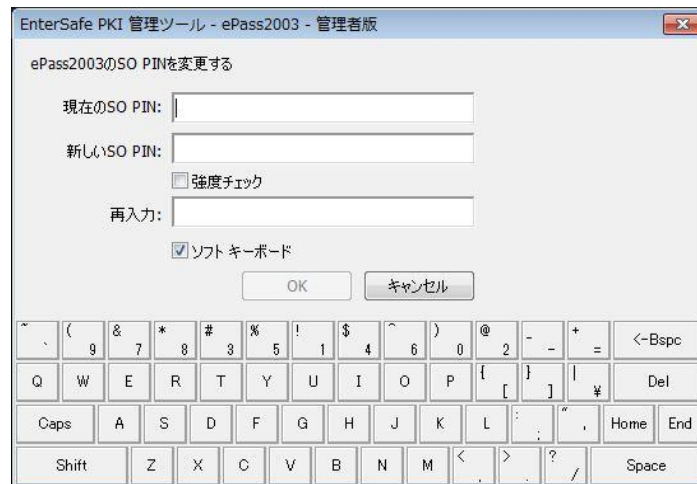 EnterSafe PKI 管理ツール - ePass2003 - 管理者版
ePass2003のSO PINを変更する
現在のSO PIN:
新しいSO PIN:
強度チェック
再入力:
ソフト キーボード
OK キャンセル
~ ` ( 9 & 7 * 8 # 3 % 5 ! 1 $ 4 ^ 6 ) 0 @ 2 - - + = <-Bspc
Q W E R T Y U I O P { [ } ] | ¥ Del
Caps A S D F G H J K L : ; " ' Home End
Shift Z X C V B N M < , > . ? / Space